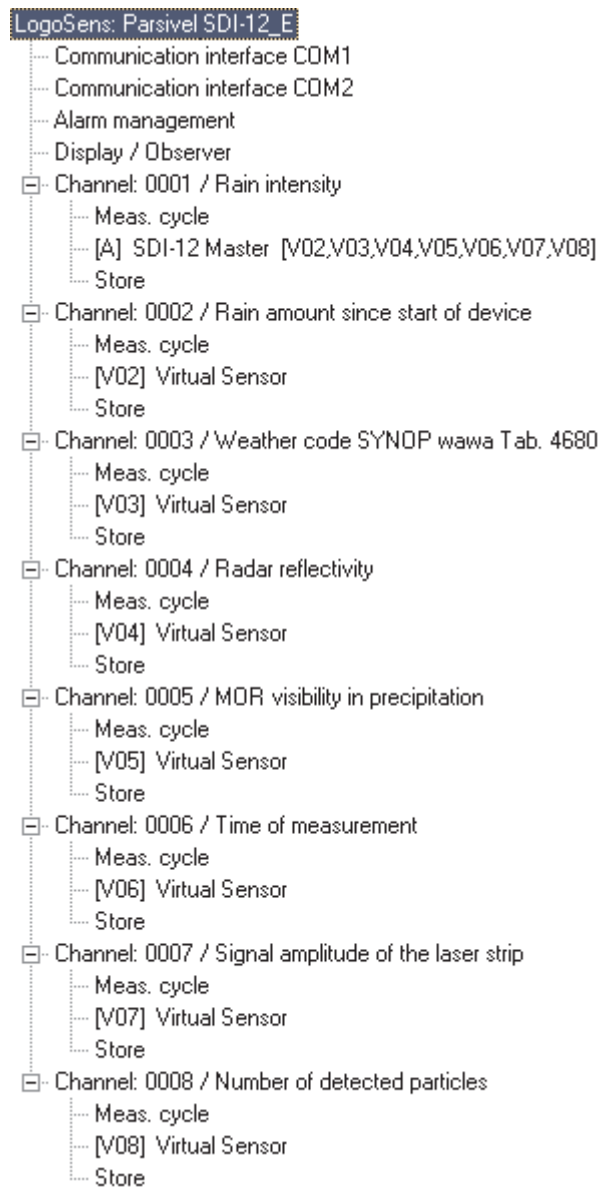 LogoSens: Parsivel SDI-12_E
Communication interface COM1
Communication interface COM2
Alarm management
Display / Observer
Channel: 0001 / Rain intensity
Meas. cycle
[A] SDI-12 Master [V02,V03,V04,V05,V06,V07,V08]
Store
Channel: 0002 / Rain amount since start of device
Meas. cycle
[V02] Virtual Sensor
Store
Channel: 0003 / Weather code SYNOP wawa Tab. 4680
Meas. cycle
[V03] Virtual Sensor
Store
Channel: 0004 / Radar reflectivity
Meas. cycle
[V04] Virtual Sensor
Store
Channel: 0005 / MOR visibility in precipitation
Meas. cycle
[V05] Virtual Sensor
Store
Channel: 0006 / Time of measurement
Meas. cycle
[V06] Virtual Sensor
Store
Channel: 0007 / Signal amplitude of the laser strip
Meas. cycle
[V07] Virtual Sensor
Store
Channel: 0008 / Number of detected particles
Meas. cycle
[V08] Virtual Sensor
Store